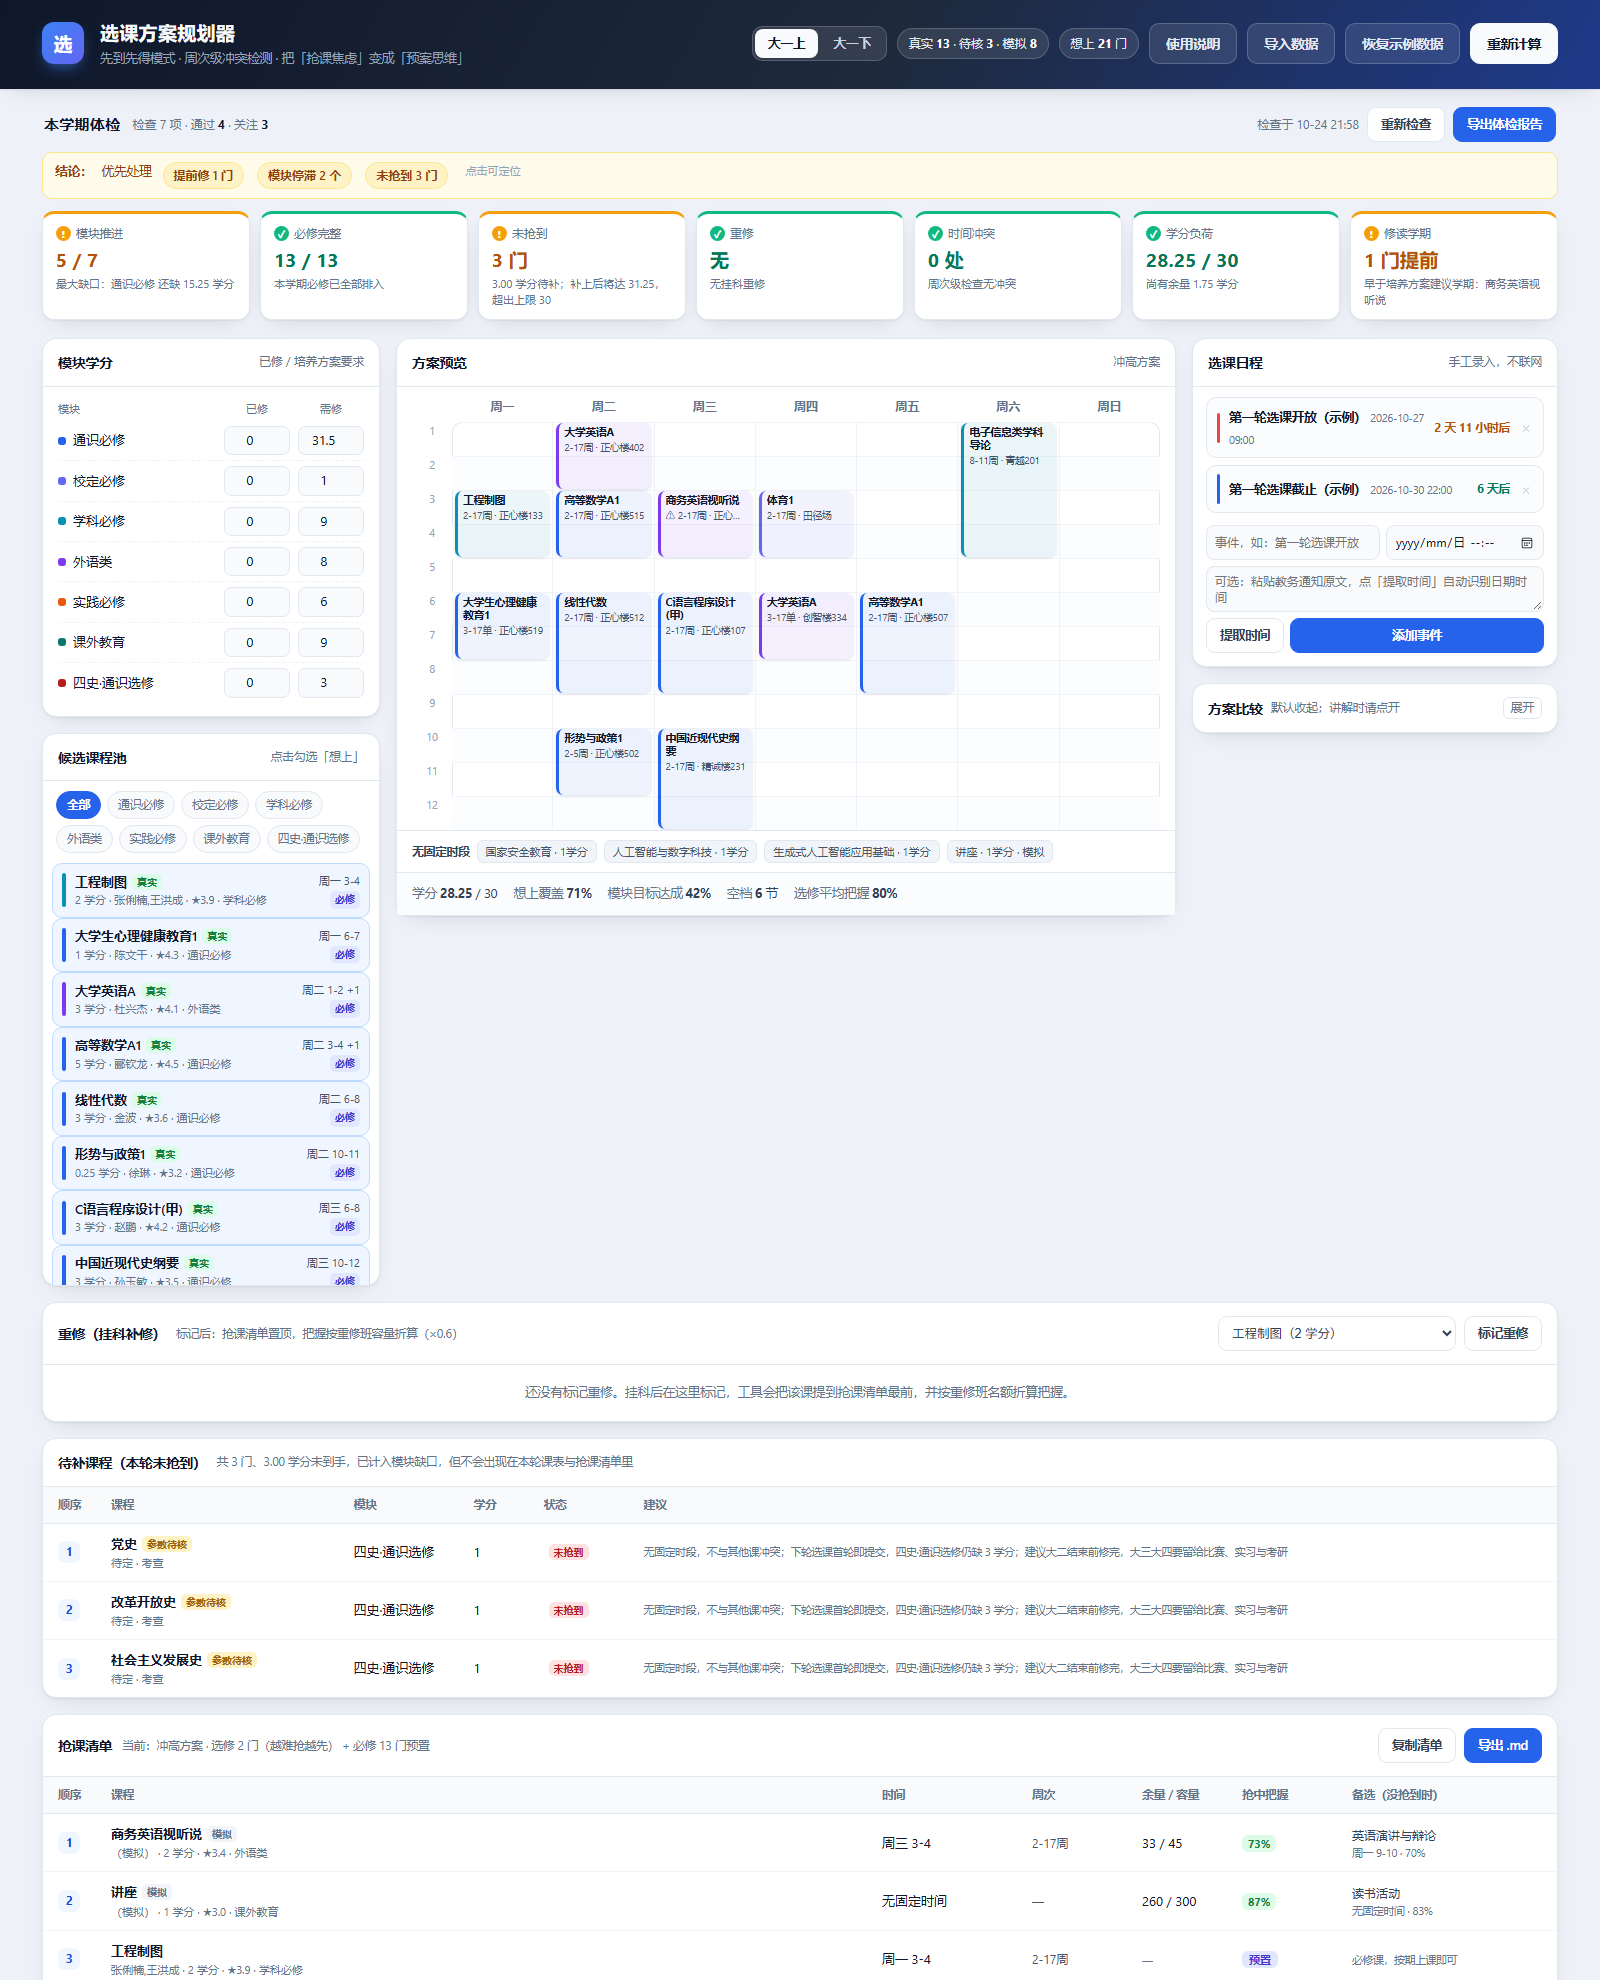 选
选课方案规划器
先到先得模式 · 周次级冲突检测 · 把「抢课焦虑」变成「预案思维」
大一上
大一下
真实 13 · 待核 3 · 模拟 8
想上 21 门
使用说明
导入数据
恢复示例数据
重新计算
本学期体检 检查 7 项 · 通过 4 · 关注 3
检查于 10-24 21:58
重新检查
导出体检报告
结论： 优先处理 提前修 1 门 模块停滞 2 个 未抢到 3 门 点击可定位
模块推进
5 / 7
最大缺口：通识必修 还缺 15.25 学分
必修完整
13 / 13
本学期必修已全部排入
未抢到
3 门
3.00 学分待补；补上后将达 31.25，
超出上限 30
重修
无
无挂科重修
时间冲突
0 处
周次级检查无冲突
学分负荷
28.25 / 30
尚有余量 1.75 学分
修读学期
1 门提前
早于培养方案建议学期：商务英语视
听说
模块学分 已修 / 培养方案要求
模块 已修 需修
通识必修 0 31.5
校定必修 0 1
学科必修 0 9
外语类 0 8
实践必修 0 6
课外教育 0 9
四史·通识选修 0 3
候选课程池 点击勾选「想上」
全部 通识必修 校定必修 学科必修
外语类 实践必修 课外教育 四史·通识选修
工程制图 真实 周一 3-4
2 学分 · 张俐楠,王洪成 · ★3.9 · 学科必修 必修
大学生心理健康教育1 真实 周一 6-7
1 学分 · 陈文干 · ★4.3 · 通识必修 必修
大学英语A 真实 周二 1-2 +1
3 学分 · 杜兴杰 · ★4.1 · 外语类 必修
高等数学A1 真实 周二 3-4 +1
5 学分 · 郦钦龙 · ★4.5 · 通识必修 必修
线性代数 真实 周二 6-8
3 学分 · 金波 · ★3.6 · 通识必修 必修
形势与政策1 真实 周二 10-11
0.25 学分 · 徐琳 · ★3.2 · 通识必修 必修
C语言程序设计(甲) 真实 周三 6-8
3 学分 · 赵鹏 · ★4.2 · 通识必修 必修
中国近现代史纲要 真实 周三 10-12
3 学分 · 孙玉敏 · ★3.5 · 通识必修 必修
方案预览 冲高方案
周一 周二 周三 周四 周五 周六 周日
1
2
3
4
5
6
7
8
9
10
11
12
大学英语A
2-17周 · 正心楼402
电子信息类学科
导论
8-11周 · 青越201
工程制图
2-17周 · 正心楼133
高等数学A1
2-17周 · 正心楼515
商务英语视听说
⚠ 2-17周 · 正心...
体育1
2-17周 · 田径场
大学生心理健康
教育1
3-17单 · 正心楼519
线性代数
2-17周 · 正心楼512
C语言程序设计
(甲)
2-17周 · 正心楼107
大学英语A
3-17单 · 创智楼334
高等数学A1
2-17周 · 正心楼507
形势与政策1
2-5周 · 正心楼502
中国近现代史纲
要
2-17周 · 精诚楼231
无固定时段 国家安全教育 · 1学分 人工智能与数字科技 · 1学分 生成式人工智能应用基础 · 1学分 讲座 · 1学分 · 模拟
学分 28.25 / 30 想上覆盖 71% 模块目标达成 42% 空档 6 节 选修平均把握 80%
选课日程 手工录入，不联网
第一轮选课开放（示例） 2026-10-27
09:00
2 天 11 小时后 ×
第一轮选课截止（示例） 2026-10-30 22:00 6 天后 ×
事件，如：第一轮选课开放
yyyy/mm/日 --:--
可选：粘贴教务通知原文，点「提取时间」自动识别日期时
间
提取时间
添加事件
方案比较 默认收起；讲解时请点开 展开
重修（挂科补修） 标记后：抢课清单置顶，把握按重修班容量折算（×0.6）
工程制图（2 学分）
标记重修
还没有标记重修。挂科后在这里标记，工具会把该课提到抢课清单最前，并按重修班名额折算把握。
待补课程（本轮未抢到） 共 3 门、3.00 学分未到手，已计入模块缺口，但不会出现在本轮课表与抢课清单里
顺序 课程 模块 学分 状态 建议
1 党史 参数待核 四史·通识选修 1 未抢到 无固定时段，不与其他课冲突；下轮选课首轮即提交，四史·通识选修仍缺 3 学分；建议大二结束前修完，大三大四要留给比赛、实习与考研
待定 · 考查
2 改革开放史 参数待核 四史·通识选修 1 未抢到 无固定时段，不与其他课冲突；下轮选课首轮即提交，四史·通识选修仍缺 3 学分；建议大二结束前修完，大三大四要留给比赛、实习与考研
待定 · 考查
3 社会主义发展史 参数待核 四史·通识选修 1 未抢到 无固定时段，不与其他课冲突；下轮选课首轮即提交，四史·通识选修仍缺 3 学分；建议大二结束前修完，大三大四要留给比赛、实习与考研
待定 · 考查
抢课清单 当前：冲高方案 · 选修 2 门（越难抢越先） + 必修 13 门预置
复制清单
导出 .md
顺序 课程 时间 周次 余量 / 容量 抢中把握 备选（没抢到时）
1 商务英语视听说 模拟 周三 3-4 2-17周 33 / 45 73% 英语演讲与辩论
（模拟） · 2 学分 · ★3.4 · 外语类 周一 9-10 · 70%
2 讲座 模拟 无固定时间 — 260 / 300 87% 读书活动
（模拟） · 1 学分 · ★3.0 · 课外教育 无固定时间 · 83%
3 工程制图 周一 3-4 2-17周 — 预置 必修课，按期上课即可
张俐楠,王洪成 · 2 学分 · ★3.9 · 学科必修